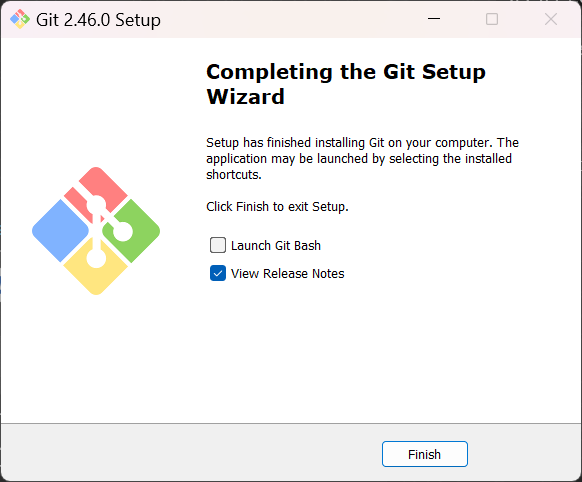 Git 2.46.0 Setup
Completing the Git Setup
Wizard
Setup has finished installing Git on your computer. The
application may be launched by selecting the installed
shortcuts.
Click Finish to exit Setup.
Launch Git Bash
View Release Notes
Finish